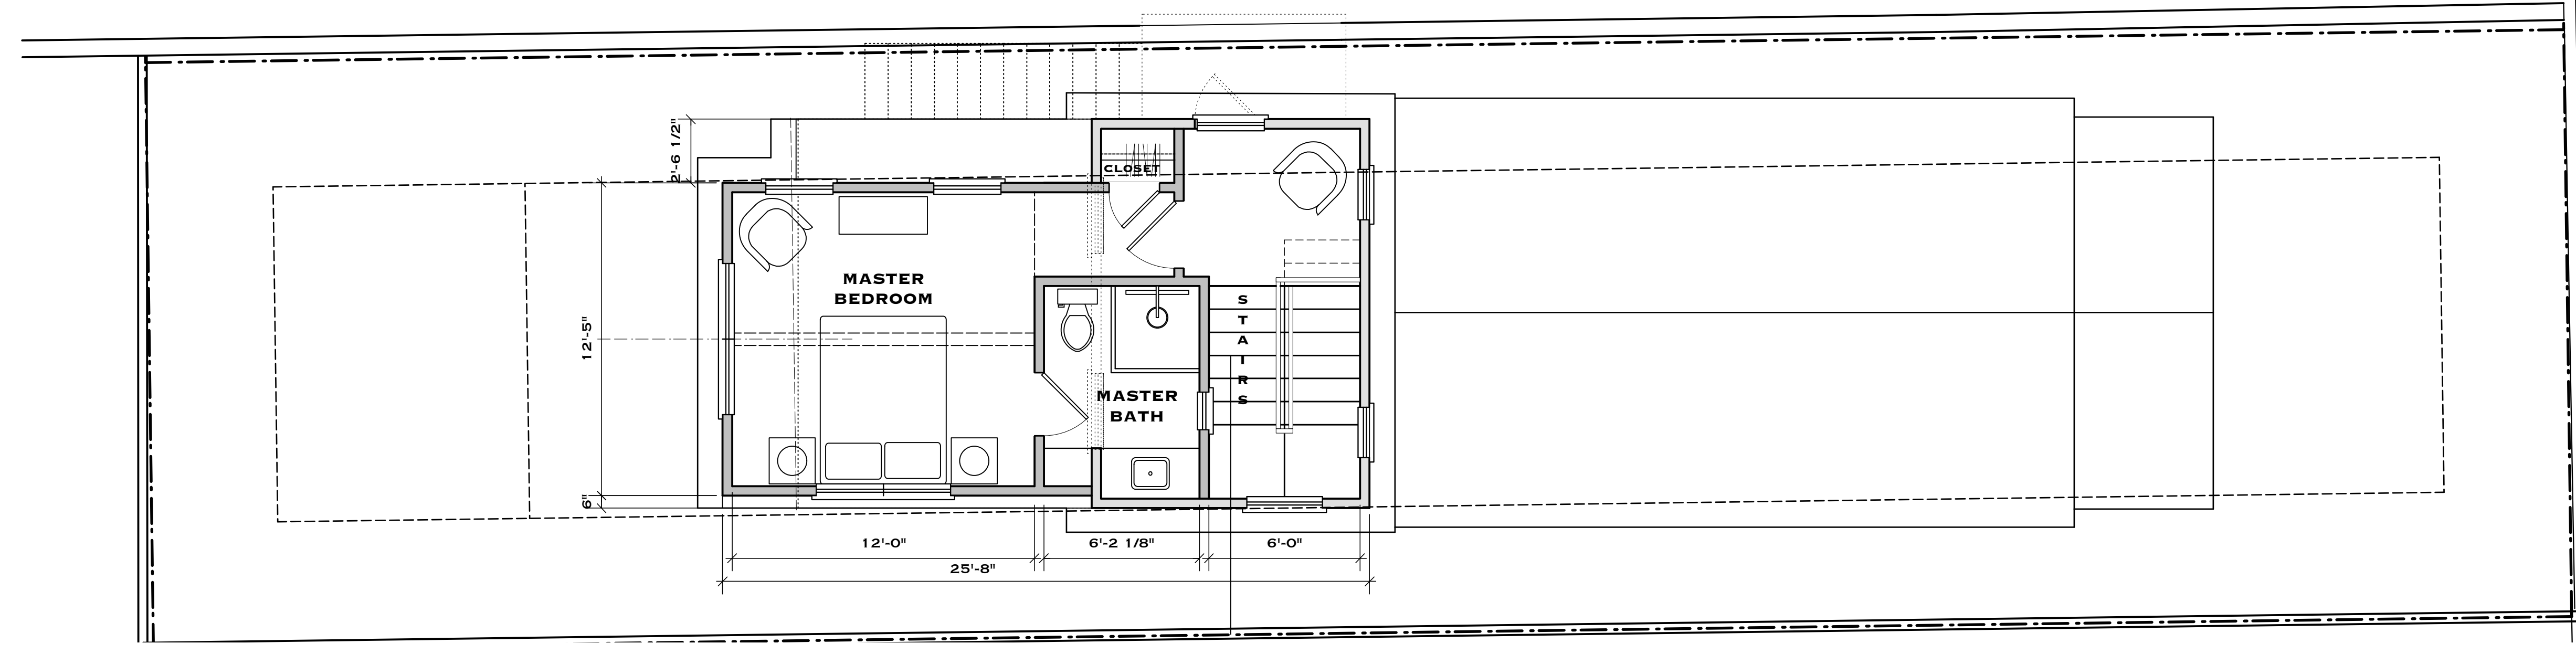 2'-6 1/2"
CLOSET
MASTER
BEDROOM
STAIRS
12'-5"
MASTER
BATH
6"
12'-0"
6'-2 1/8"
6'-0"
25'-8"